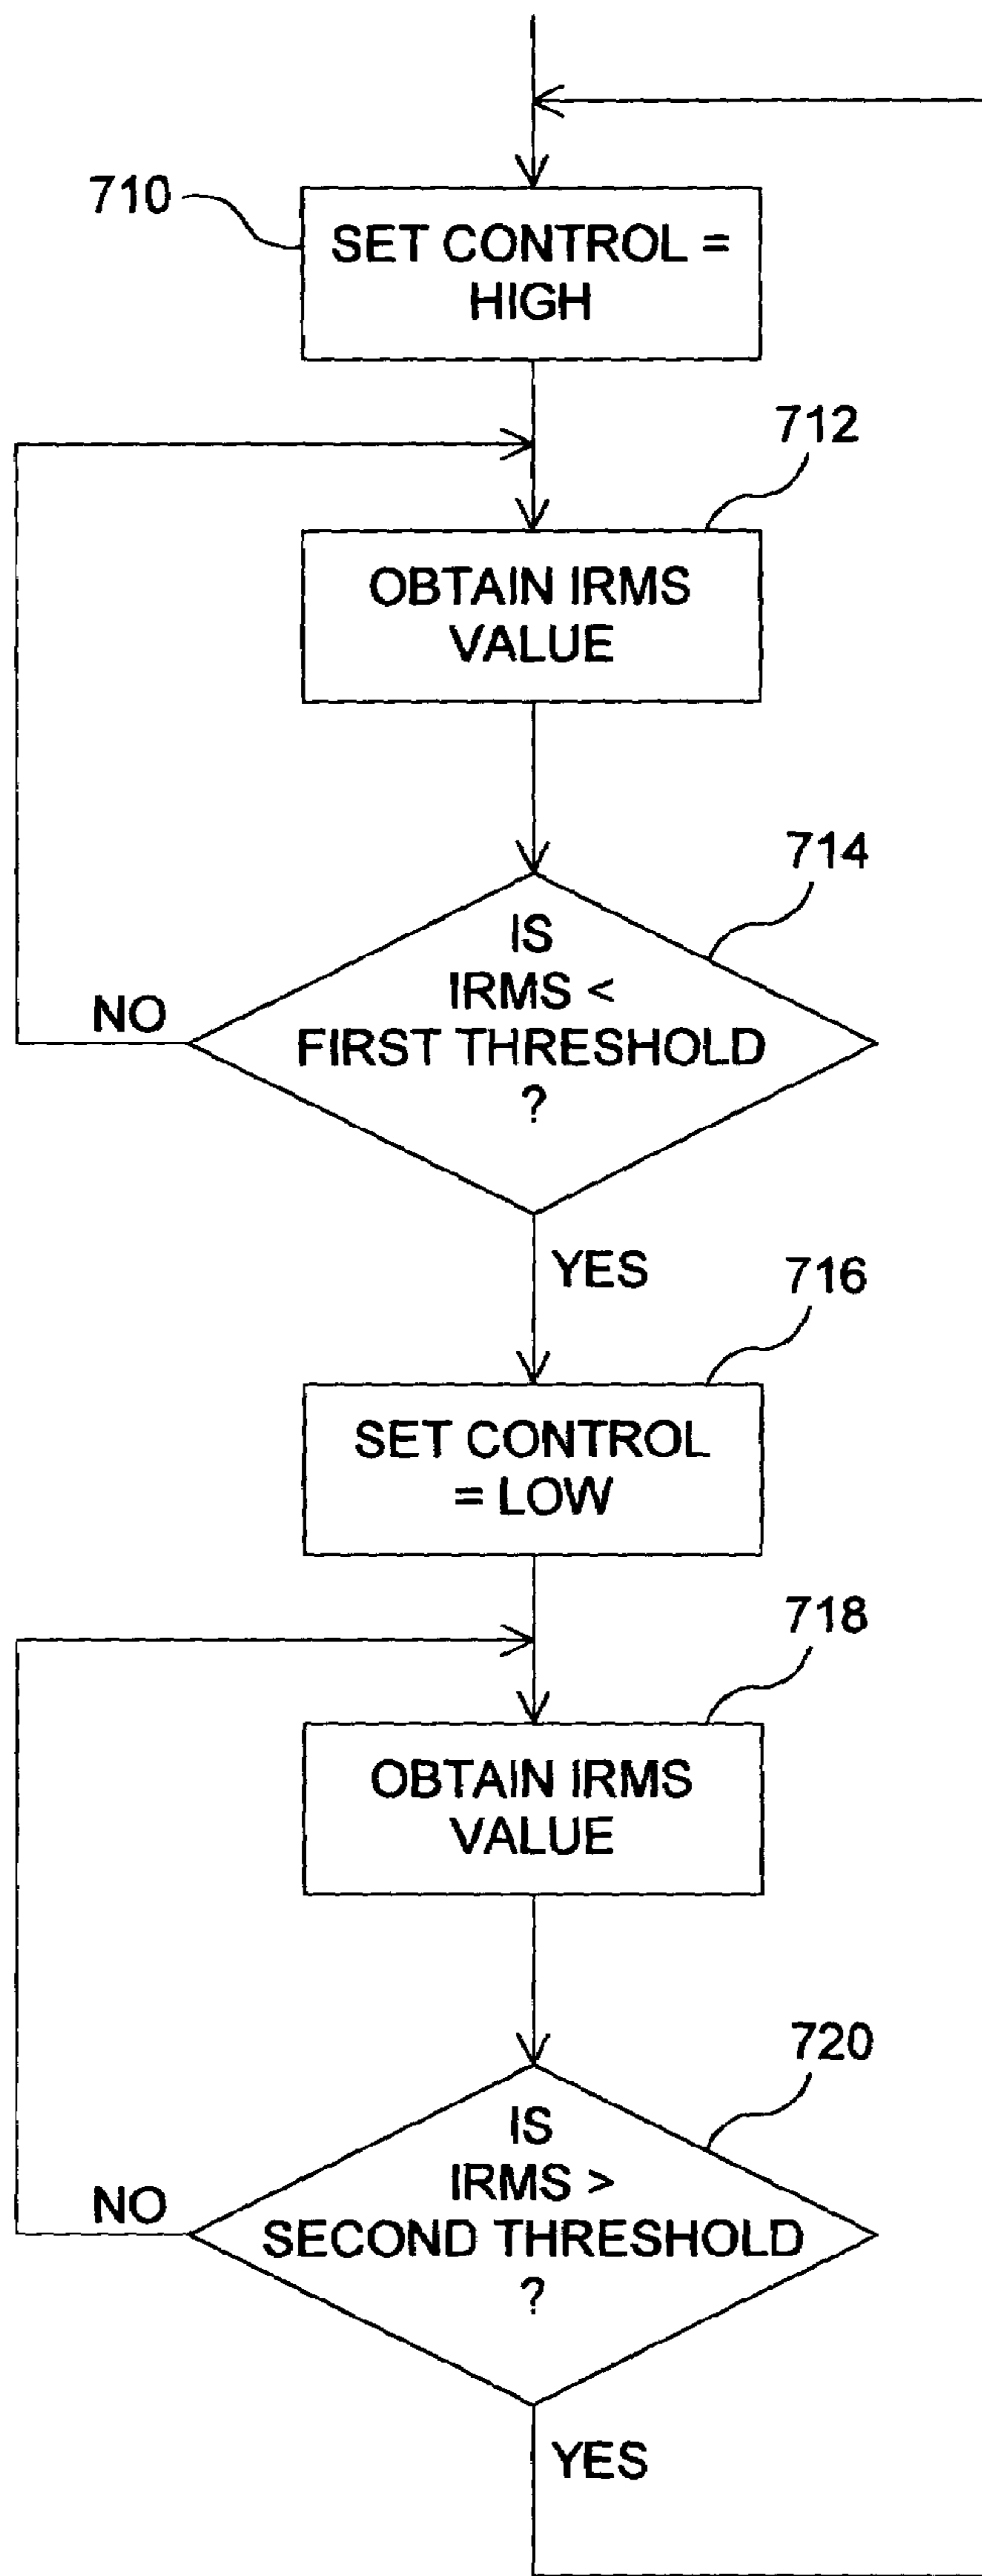 710
SET CONTROL =
HIGH
712
OBTAIN IRMS
VALUE
714
IS
IRMS <
FIRST THRESHOLD
?
NO
YES
716
SET CONTROL
= LOW
718
OBTAIN IRMS
VALUE
720
IS
IRMS >
SECOND THRESHOLD
?
NO
YES